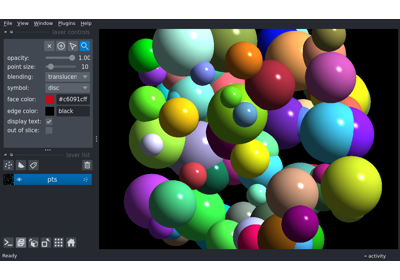 File View Window Plugins Help
layer controls
opacity: 1.00
point size: 10
blending: translucen
symbol: disc
face color: #c6091cff
edge color: black
display text:
out of slice:
layer list
pts
Ready activity